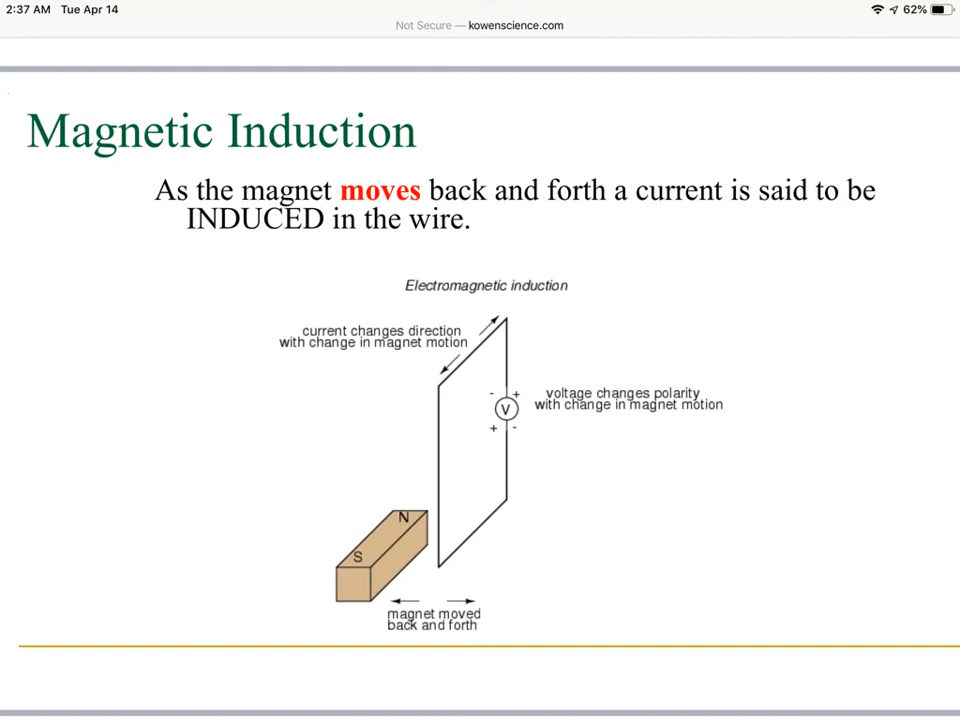 2:37 AM Tue Apr 14
62%
Not Secure — kowenscience.com
Magnetic Induction
As the magnet moves back and forth a current is said to be
INDUCED in the wire.
Electromagnetic induction
current changes direction
with change in magnet motion
- +
voltage changes polarity
V
with change in magnet motion
+ -
N
S
magnet moved
back and forth